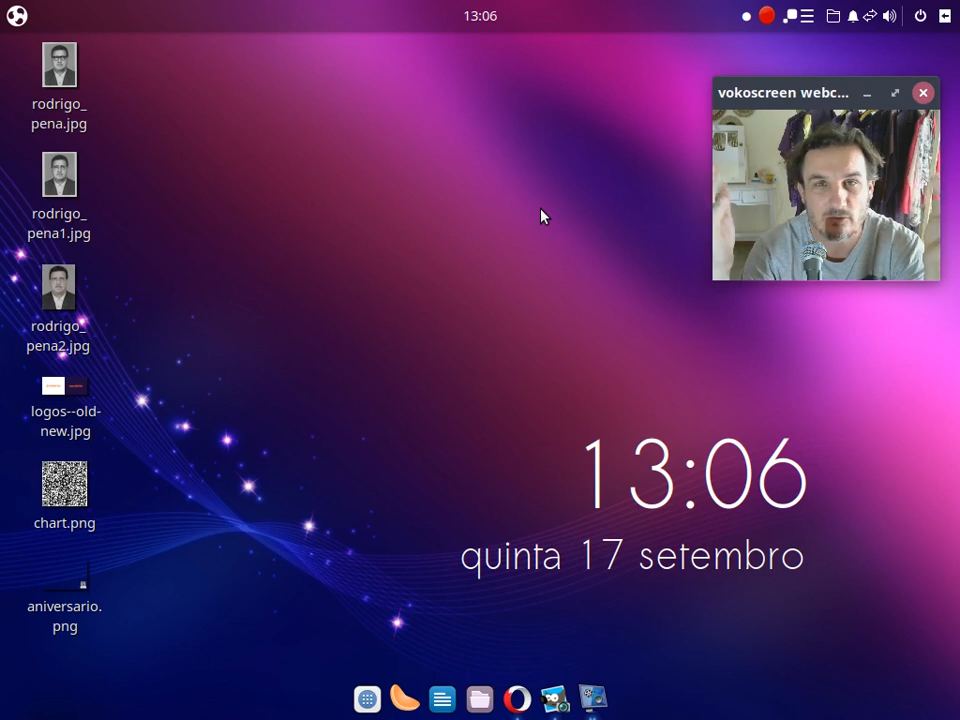 13:06
rodrigo_
pena.jpg
rodrigo_
pena1.jpg
rodrigo_
pena2.jpg
logos--old-
new.jpg
chart.png
aniversario.
png
vokoscreen webc...
13:06
quinta 17 setembro